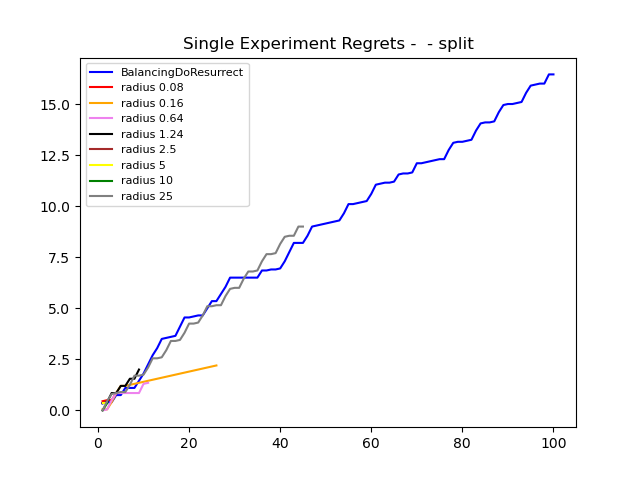 Single Experiment Regrets -  - split
BalancingDoResurrect
radius 0.08
radius 0.16
radius 0.64
radius 1.24
radius 2.5
radius 5
radius 10
radius 25
15.0
12.5
10.0
7.5
5.0
2.5
0.0
0 20 40 60 80 100